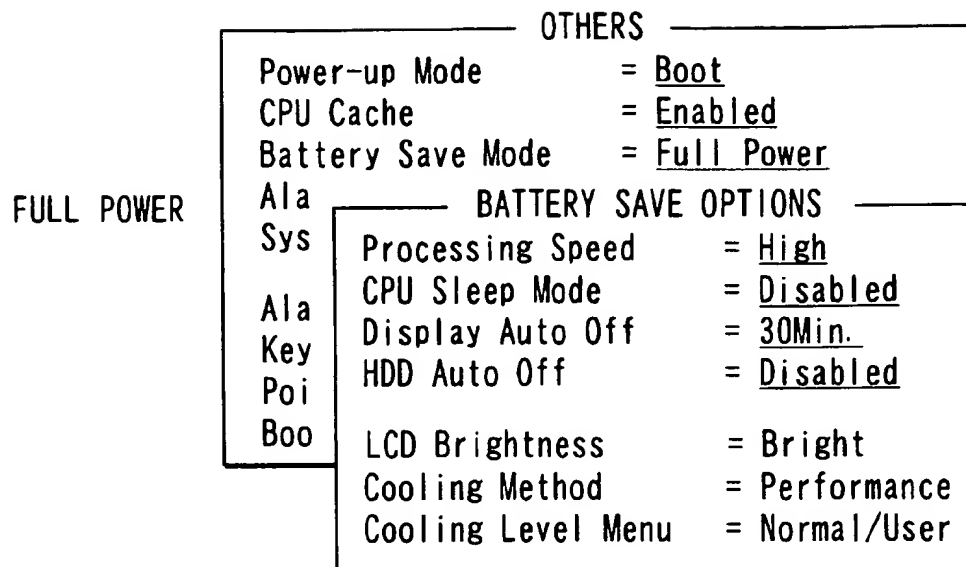 OTHERS
Power-up Mode = Boot
CPU Cache = Enabled
Battery Save Mode = Full Power
FULL POWER
Ala
Sys
Ala
Key
Poi
Boo
BATTERY SAVE OPTIONS
Processing Speed = High
CPU Sleep Mode = Disabled
Display Auto Off = 30Min.
HDD Auto Off = Disabled
LCD Brightness = Bright
Cooling Method = Performance
Cooling Level Menu = Normal/User